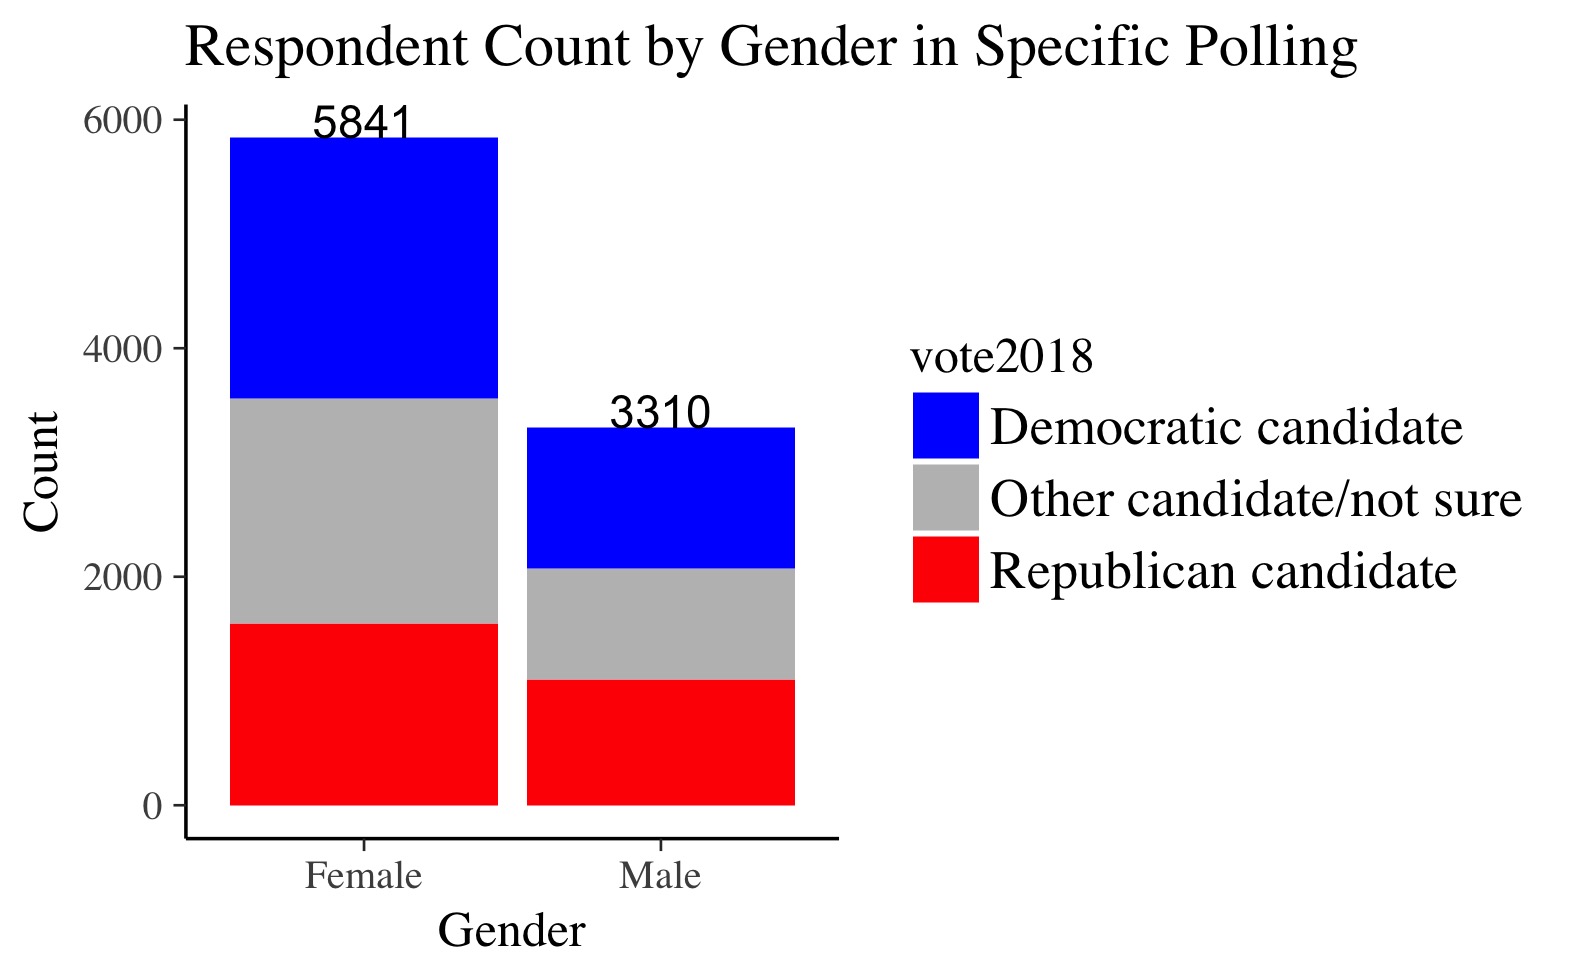 Respondent Count by Gender in Specific Polling
6000
5841
4000
3310
2000
0
Count
Female
Male
Gender
vote2018
Democratic candidate
Other candidate/not sure
Republican candidate